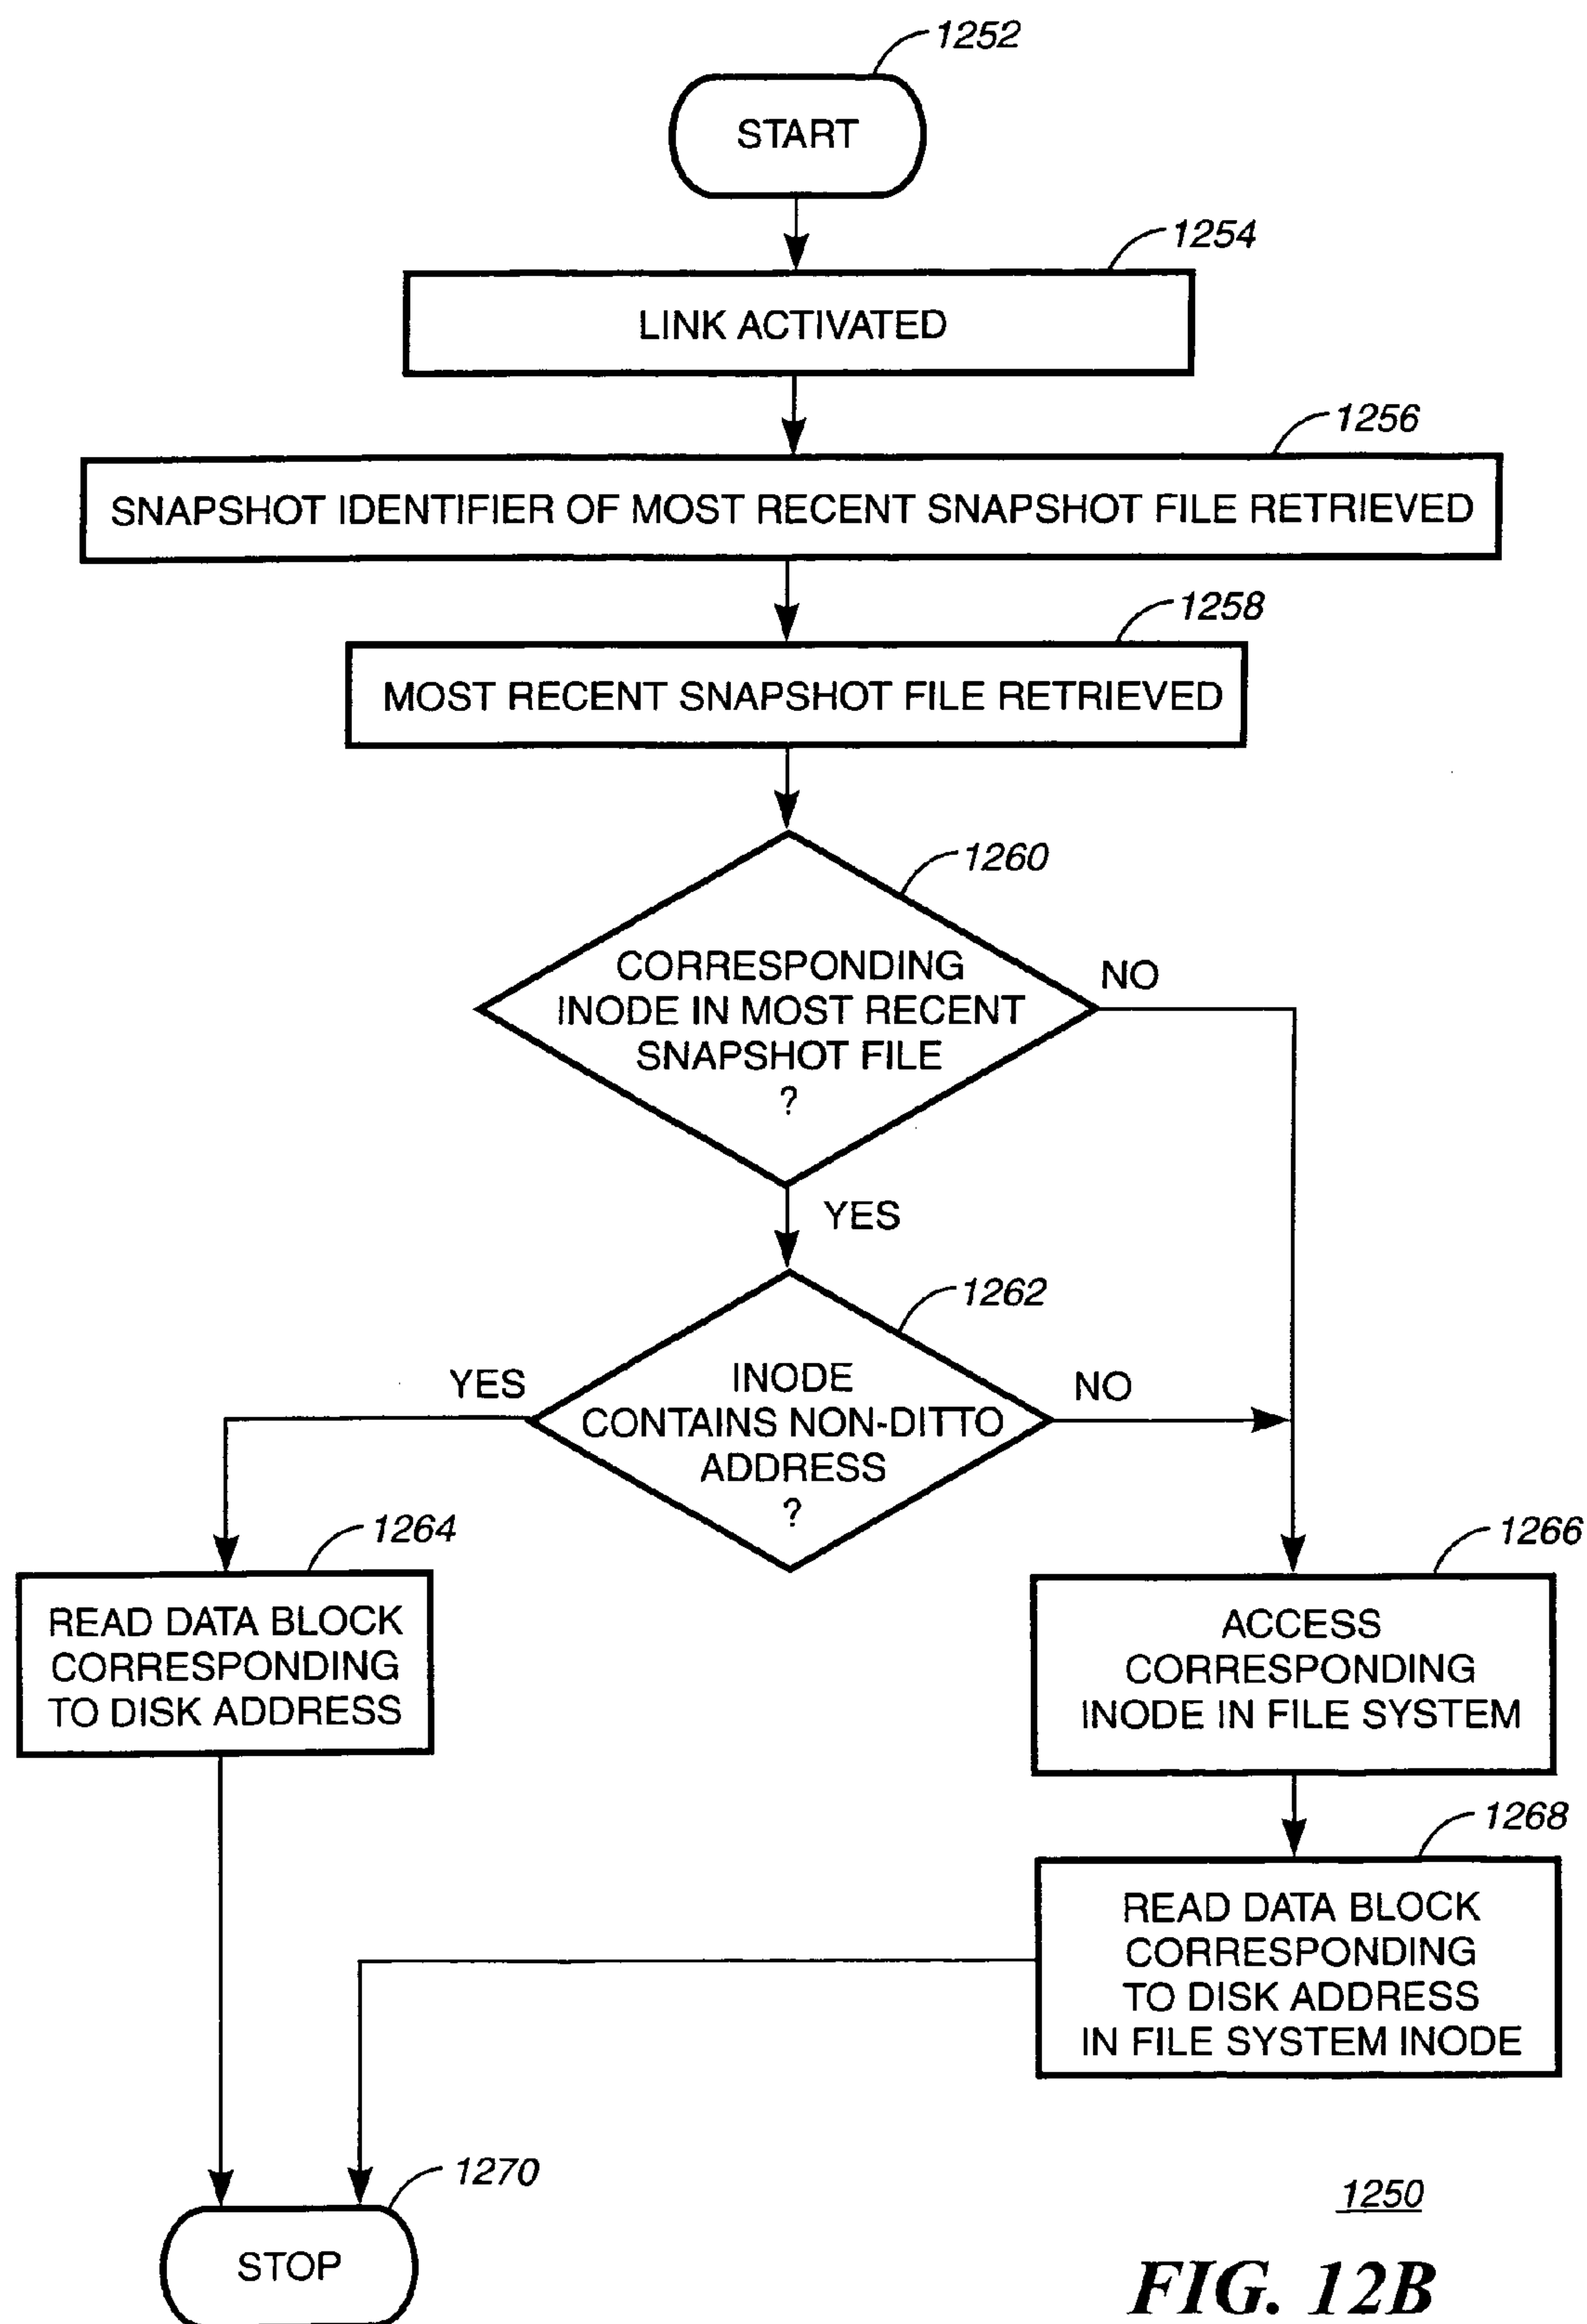 1252
START
1254
LINK ACTIVATED
1256
SNAPSHOT IDENTIFIER OF MOST RECENT SNAPSHOT FILE RETRIEVED
1258
MOST RECENT SNAPSHOT FILE RETRIEVED
1260
CORRESPONDING
INODE IN MOST RECENT
SNAPSHOT FILE
?
NO
YES
1262
INODE
CONTAINS NON-DITTO
ADDRESS
?
YES
NO
1264
READ DATA BLOCK
CORRESPONDING
TO DISK ADDRESS
1266
ACCESS
CORRESPONDING
INODE IN FILE SYSTEM
1268
READ DATA BLOCK
CORRESPONDING
TO DISK ADDRESS
IN FILE SYSTEM INODE
1270
STOP
1250
FIG. 12B